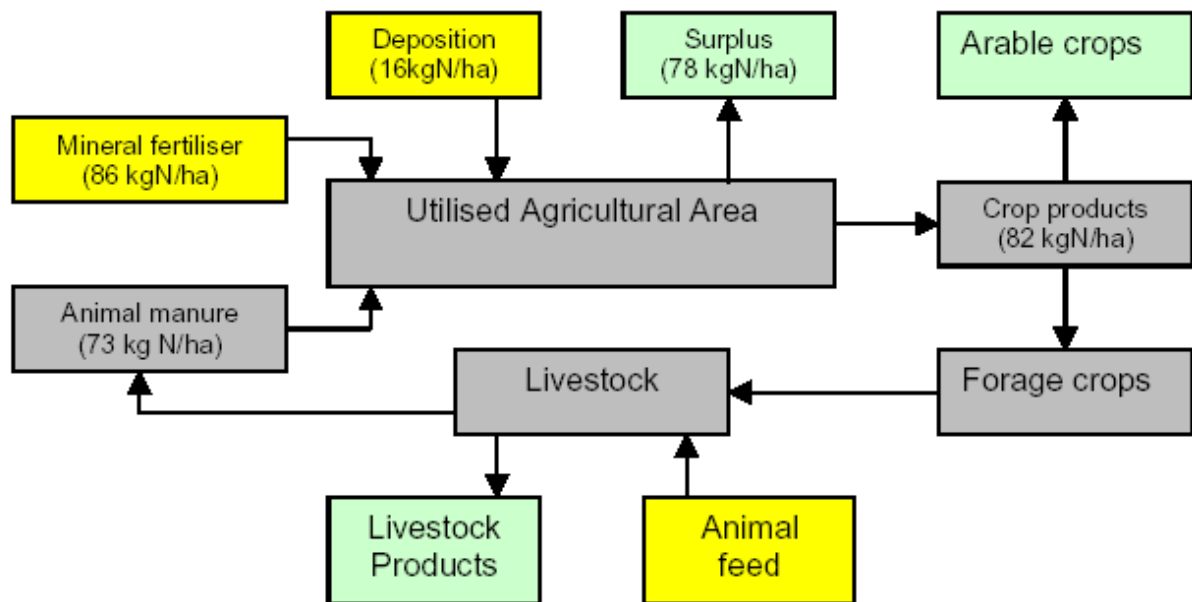 Deposition
(16kgN/ha)
Surplus
(78 kgN/ha)
Arable crops
Mineral fertiliser
(86 kgN/ha)
Utilised Agricultural Area
Crop products
(82 kgN/ha)
Animal manure
(73 kg N/ha)
Livestock
Forage crops
Livestock
Products
Animal
feed